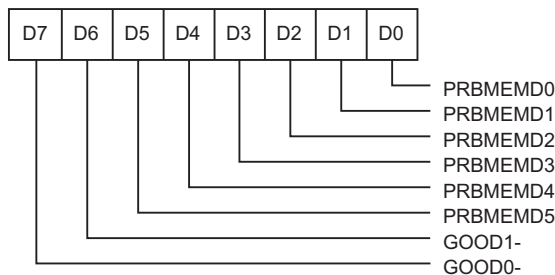 D7 D6 D5 D4 D3 D2 D1 D0
PRBMEMD0
PRBMEMD1
PRBMEMD2
PRBMEMD3
PRBMEMD4
PRBMEMD5
GOOD1-
GOOD0-